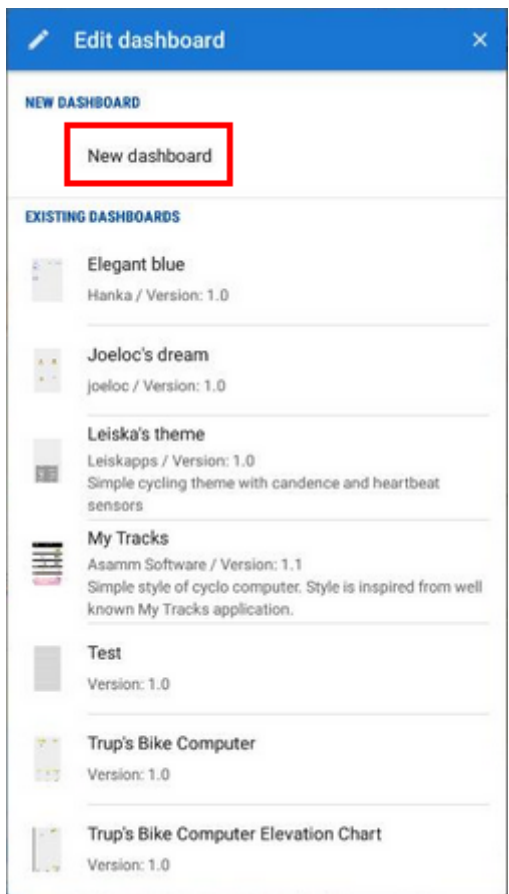 Edit dashboard
NEW DASHBOARD
New dashboard
EXISTING DASHBOARDS
Elegant blue
Hanka / Version: 1.0
Joeloc's dream
joeloc / Version: 1.0
Leiska's theme
Leiskapps / Version: 1.0
Simple cycling theme with candence and heartbeat
sensors
My Tracks
Asamm Software / Version: 1.1
Simple style of cyclo computer. Style is inspired from well
known My Tracks application.
Test
Version: 1.0
Trup's Bike Computer
Version: 1.0
Trup's Bike Computer Elevation Chart
Version: 1.0